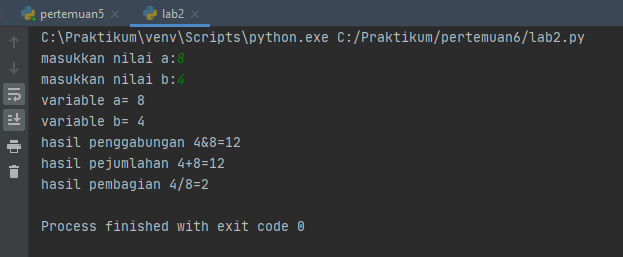 pertemuan5 lab2
C:\Praktikum\venv\Scripts\python.exe C:/Praktikum/pertemuan6/lab2.py
masukkan nilai a:8
masukkan nilai b:4
variable a= 8
variable b= 4
hasil penggabungan 4&8=12
hasil pejumlahan 4+8=12
hasil pembagian 4/8=2
Process finished with exit code 0